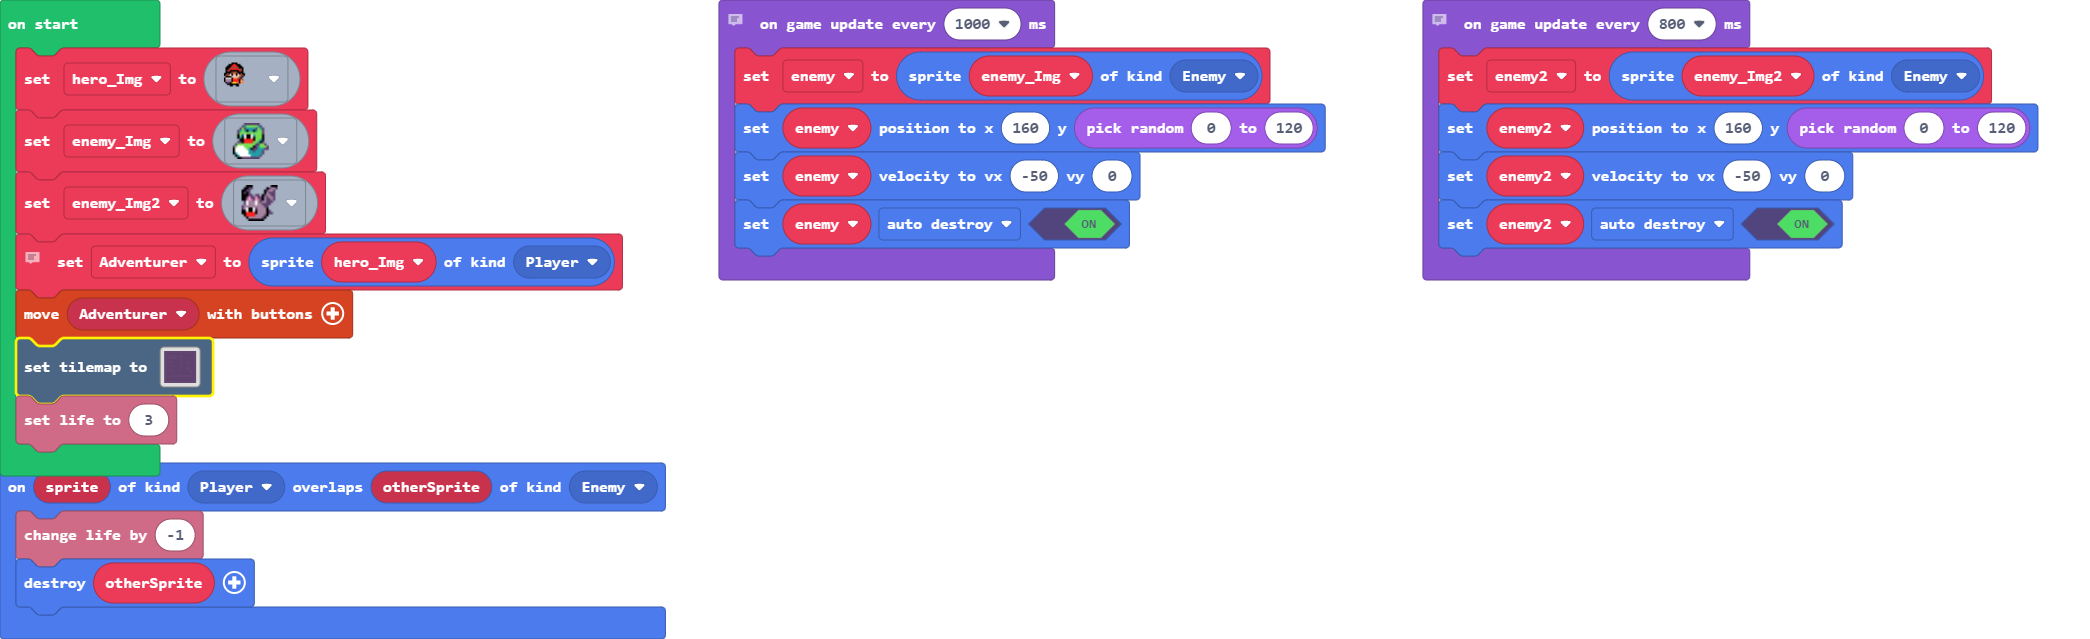 on start
set hero_Img to
set enemy_Img to
set enemy_Img2 to
set Adventurer to sprite hero_Img of kind Player
move Adventurer with buttons
set tilemap to
set life to 3
on sprite of kind Player overlaps otherSprite of kind Enemy
change life by -1
destroy otherSprite
on game update every 1000 ms
set enemy to sprite enemy_Img of kind Enemy
set enemy position to x 160 y pick random 0 to 120
set enemy velocity to vx -50 vy 0
set enemy auto destroy ON
on game update every 800 ms
set enemy2 to sprite enemy_Img2 of kind Enemy
set enemy2 position to x 160 y pick random 0 to 120
set enemy2 velocity to vx -50 vy 0
set enemy2 auto destroy ON